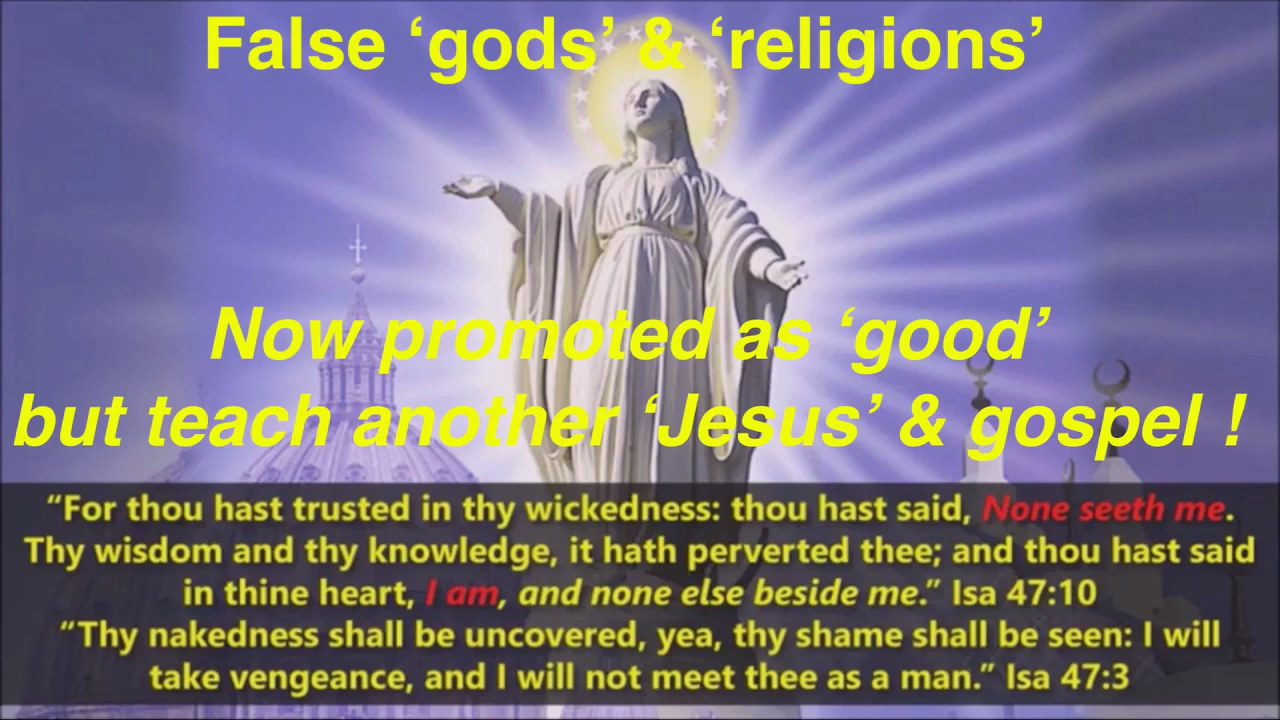 False ‘gods’ & ‘religions’
Now promoted as ‘good’
but teach another ‘Jesus’ & gospel !
“For thou hast trusted in thy wickedness: thou hast said, None seeth me.
Thy wisdom and thy knowledge, it hath perverted thee; and thou hast said
in thine heart, I am, and none else beside me.” Isa 47:10
“Thy nakedness shall be uncovered, yea, thy shame shall be seen: I will
take vengeance, and I will not meet thee as a man.” Isa 47:3